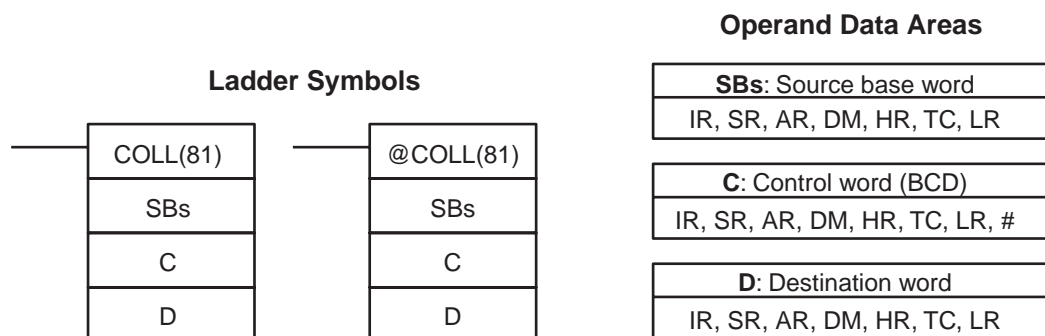 Ladder Symbols
COLL(81)
SBs
C
D
@COLL(81)
SBs
C
D
Operand Data Areas
SBs: Source base word
IR, SR, AR, DM, HR, TC, LR
C: Control word (BCD)
IR, SR, AR, DM, HR, TC, LR, #
D: Destination word
IR, SR, AR, DM, HR, TC, LR